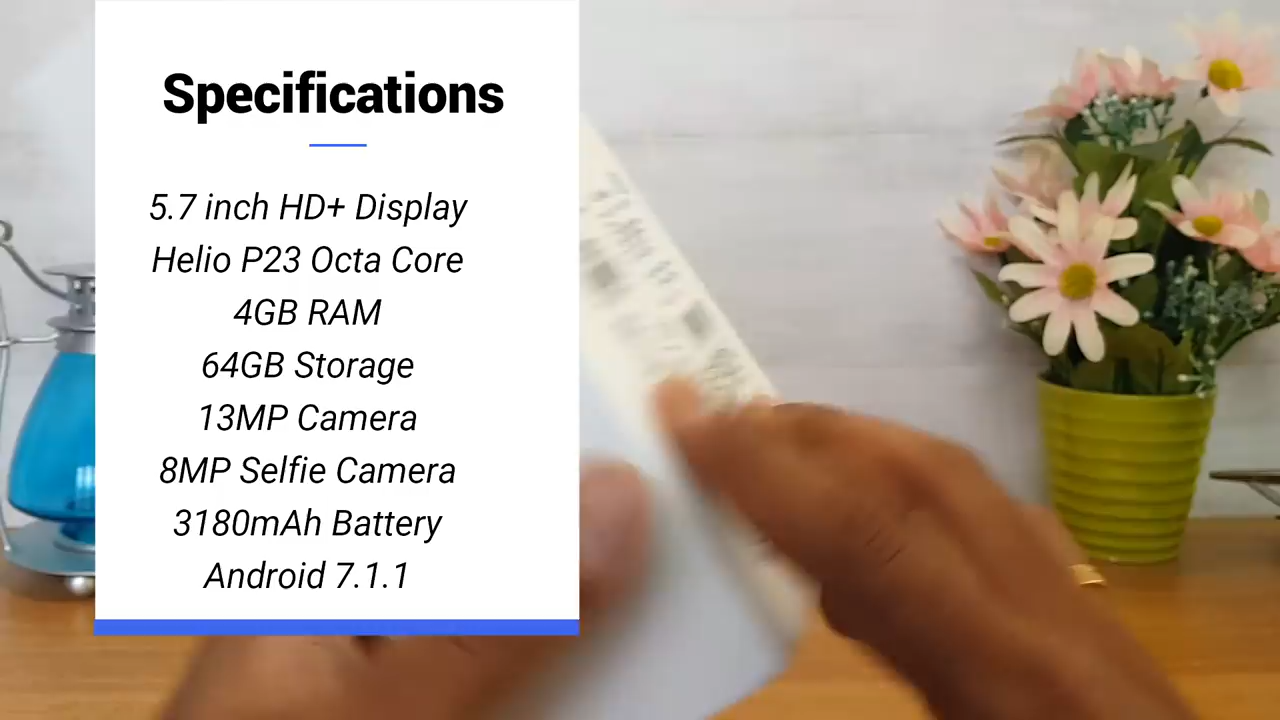 Specifications
5.7 inch HD+ Display
Helio P23 Octa Core
4GB RAM
64GB Storage
13MP Camera
8MP Selfie Camera
3180mAh Battery
Android 7.1.1